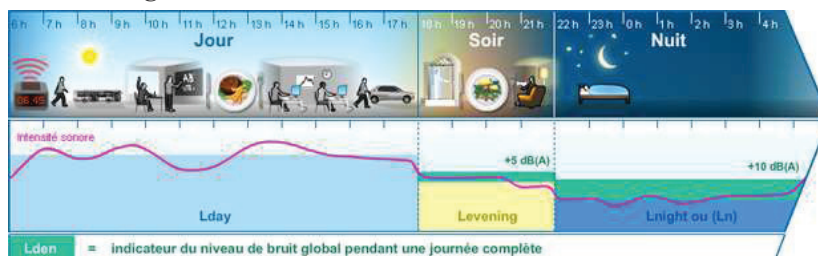 6h 7h 8h 9h 10h 11h 12h 13h 14h 15h 16h 17h 18h 19h 20h 21h 22h 23h 0h 1h 2h 3h 4h
Jour Soir Nuit
06:45
AB
Intensité sonore
+5 dB(A)
+10 dB(A)
Lday Levening Lnight ou (Ln)
Lden = indicateur du niveau de bruit global pendant une journée complète